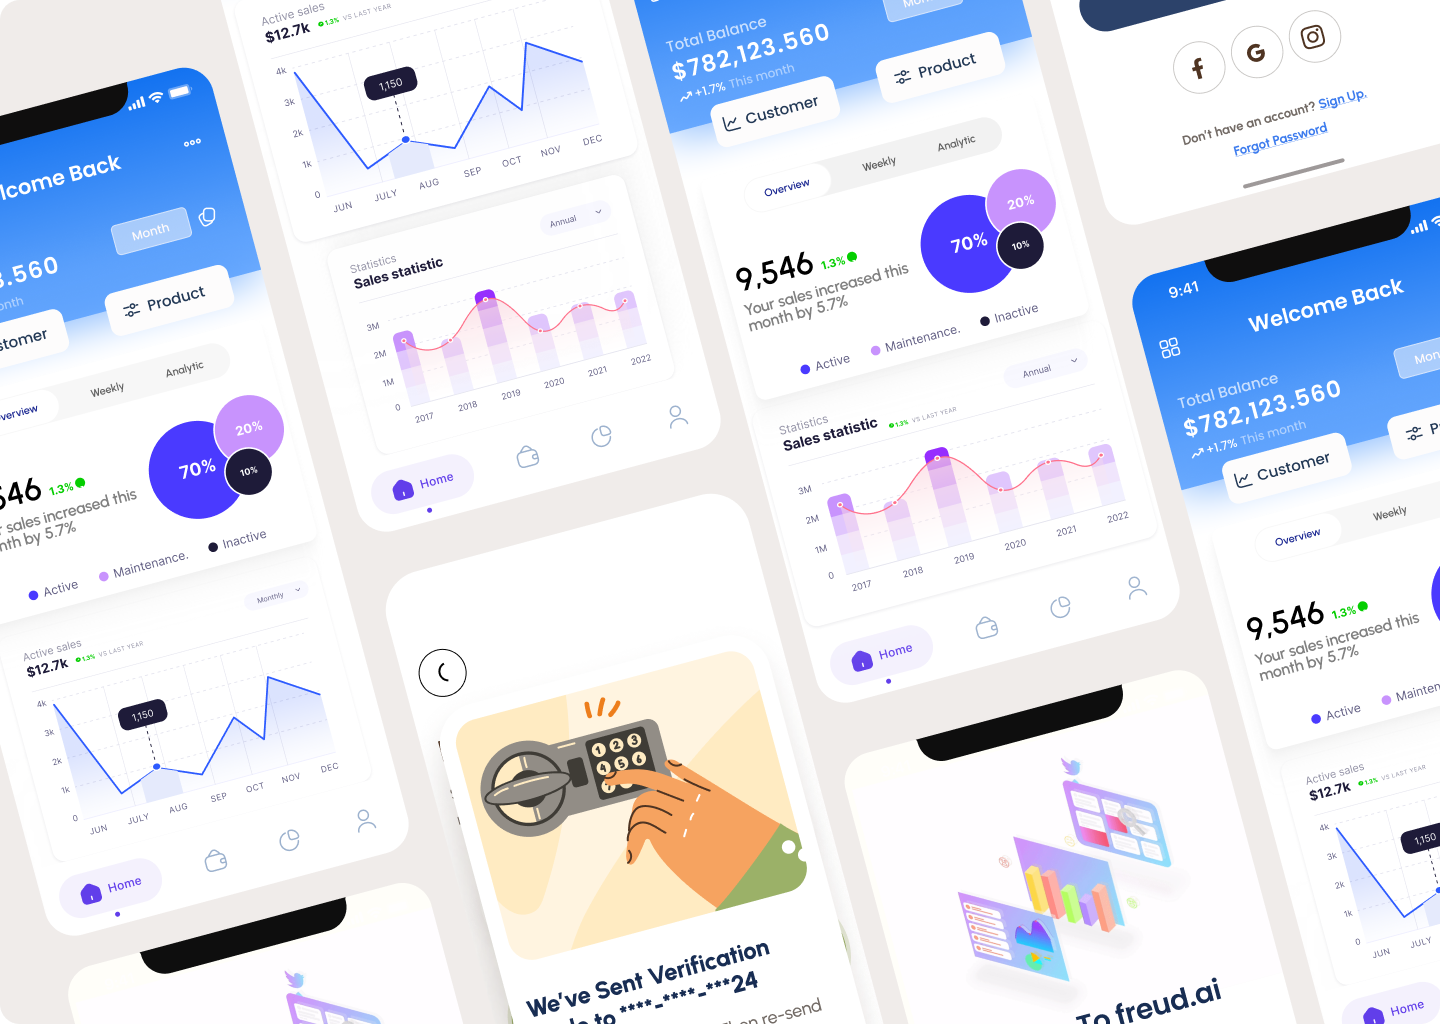 lcome Back
Month
3.560
onth
stomer
Product
verview
Weekly
Analytic
546
1.3%
r sales increased this
nth by 5.7%
70%
20%
10%
Active
Maintenance.
Inactive
Monthly
Active sales
$12.7k
1.3%
VS LAST YEAR
4k
3k
2k
1k
0
1,150
JUN
JULY
AUG
SEP
OCT
NOV
DEC
Home
Active sales
$12.7k
1.3%
VS LAST YEAR
4k
3k
2k
1k
0
1,150
JUN
JULY
AUG
SEP
OCT
NOV
DEC
Annual
Statistics
Sales statistic
3M
2M
1M
0
2017
2018
2019
2020
2021
2022
Home
We've Sent Verification
to ****-****-***24
re-send
Total Balance
$782,123.560
+1.7% This month
Mon
Customer
Product
Overview
Weekly
Analytic
9,546
1.3%
Your sales increased this
month by 5.7%
70%
20%
10%
Active
Maintenance.
Inactive
Annual
Statistics
Sales statistic
1.3%
VS LAST YEAR
3M
2M
1M
0
2017
2018
2019
2020
2021
2022
Home
To freud.ai
G
Don't have an account? Sign Up.
Forgot Password
9:41
Welcome Back
Total Balance
$782,123.560
+1.7% This month
Mon
Customer
P
Overview
Weekly
9,546
1.3%
Your sales increased this
month by 5.7%
Active
Mainten
Active sales
$12.7k
1.3%
VS LAST YEAR
4k
3k
2k
1k
0
1,150
JUN
JULY
Home